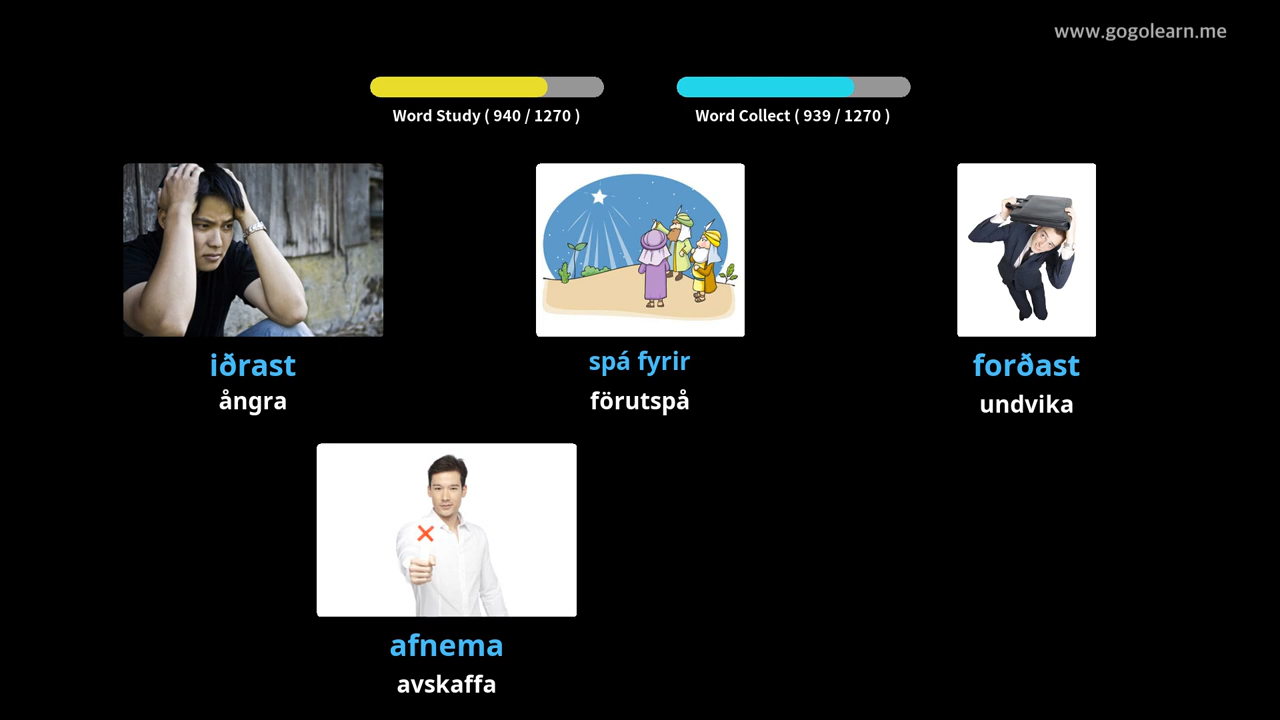 www.gogolearn.me
Word Study ( 940 / 1270 )
Word Collect ( 939 / 1270 )
iðrast
ångra
spá fyrir
förutspå
forðast
undvika
afnema
avskaffa